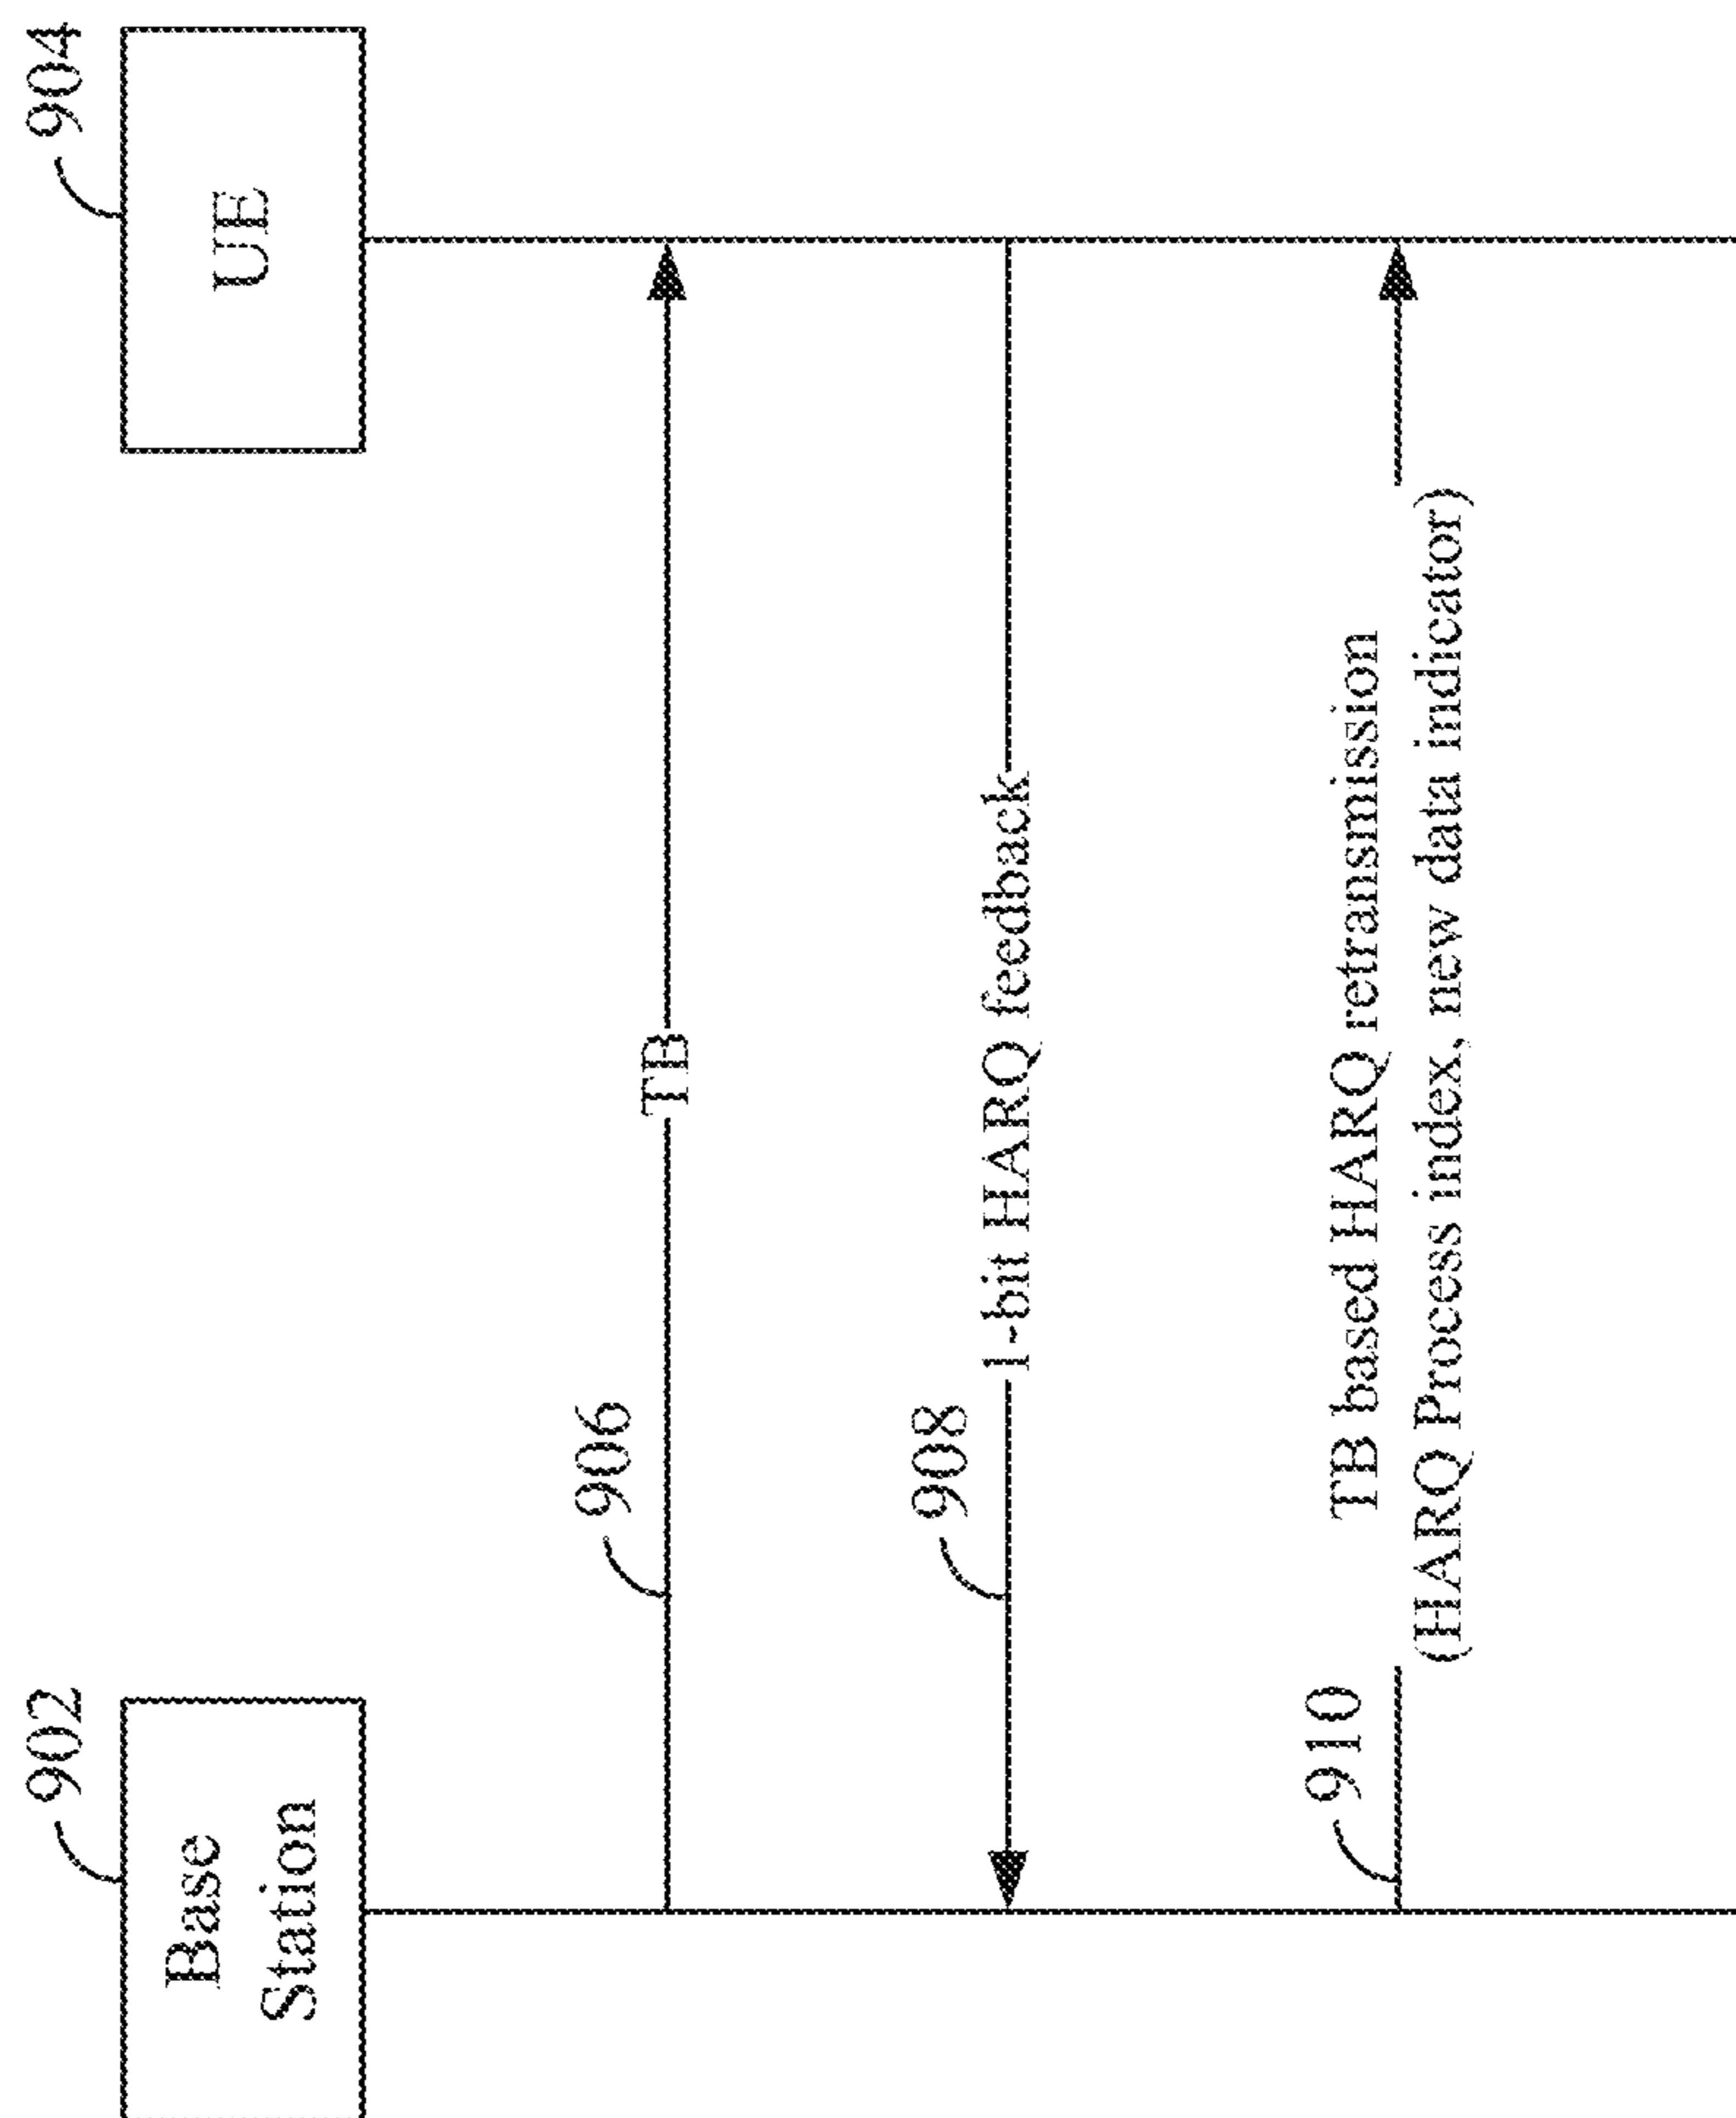 902
Base
Station
904
UE
906
TB
908
1-bit HARQ feedback
910
TB based HARQ retransmission
(HARQ Process index, new data indicator)